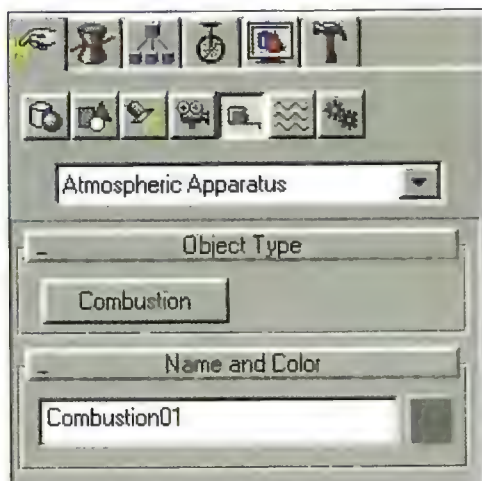 Atmospheric Apparatus
- Object Type
Combustion
- Name and Color
Combustion01